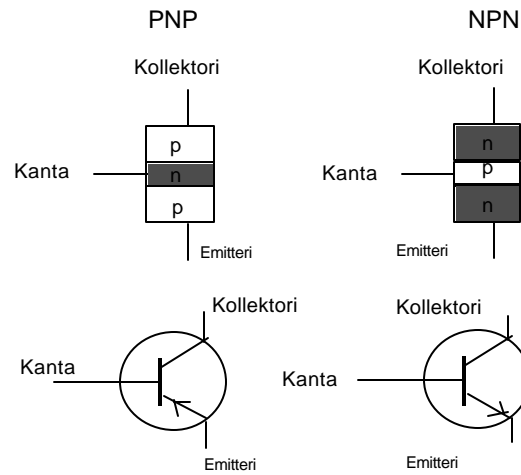 PNP
NPN
Kollektori
Kollektori
p
n
Kanta
n
p
Kanta
p
n
Emitteri
Emitteri
Kollektori
Kollektori
Kanta
Kanta
Emitteri
Emitteri